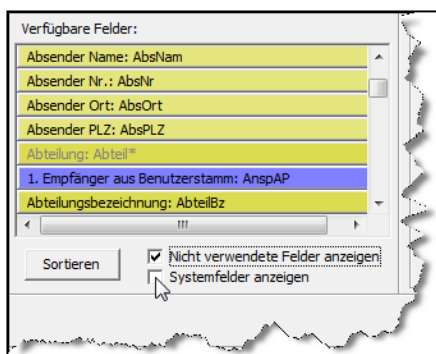 Verfügbare Felder:
Absender Name: AbsNam
Absender Nr.: AbsNr
Absender Ort: AbsOrt
Absender PLZ: AbsPLZ
Abteilung: Abteil*
1. Empfänger aus Benutzerstamm: AnspAP
Abteilungsbezeichnung: AbteilBz
Sortieren
Nicht verwendete Felder anzeigen
Systemfelder anzeigen